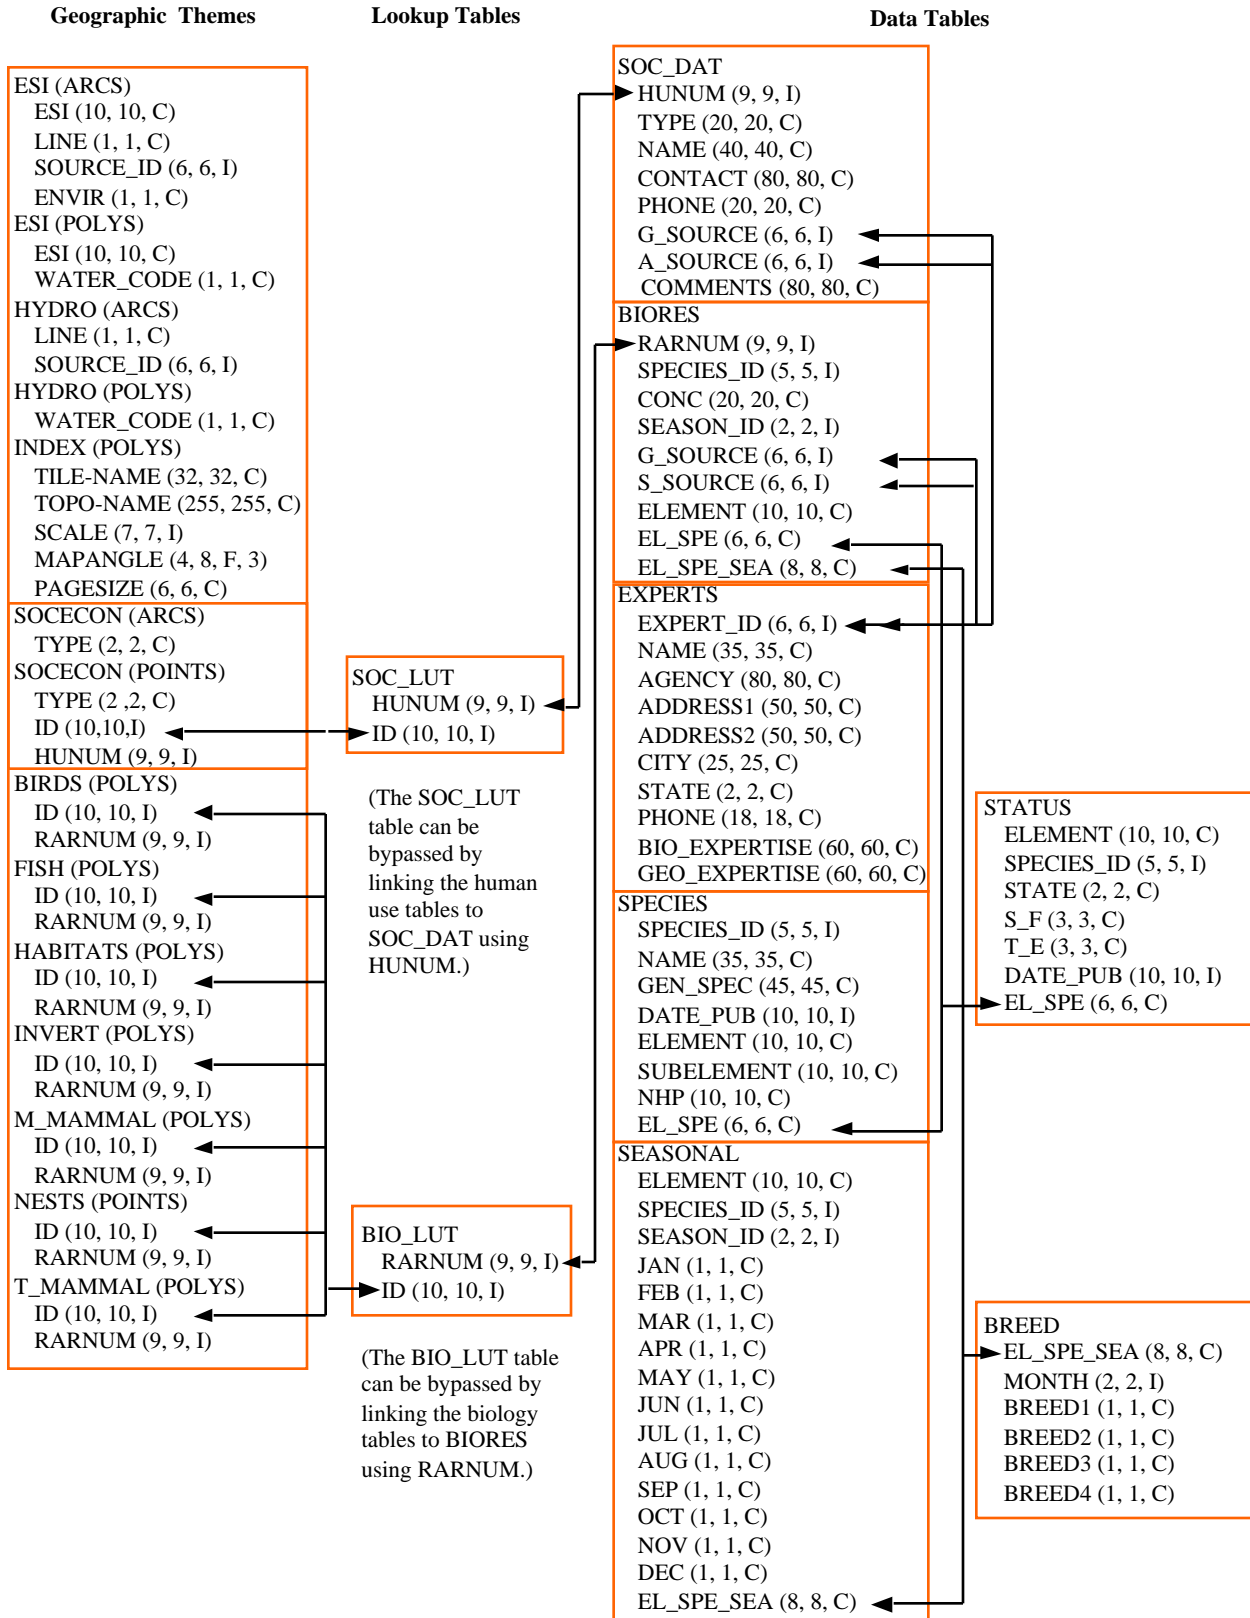 Geographic  Themes
Lookup Tables
Data Tables
ESI (ARCS)
ESI (10, 10, C)
LINE (1, 1, C)
SOURCE_ID (6, 6, I)
ENVIR (1, 1, C)
ESI (POLYS)
ESI (10, 10, C)
WATER_CODE (1, 1, C)
HYDRO (ARCS)
LINE (1, 1, C)
SOURCE_ID (6, 6, I)
HYDRO (POLYS)
WATER_CODE (1, 1, C)
INDEX (POLYS)
TILE-NAME (32, 32, C)
TOPO-NAME (255, 255, C)
SCALE (7, 7, I)
MAPANGLE (4, 8, F, 3)
PAGESIZE (6, 6, C)
SOCECON (ARCS)
TYPE (2, 2, C)
SOCECON (POINTS)
TYPE (2 ,2, C)
ID (10,10,I)
HUNUM (9, 9, I)
BIRDS (POLYS)
ID (10, 10, I)
RARNUM (9, 9, I)
FISH (POLYS)
ID (10, 10, I)
RARNUM (9, 9, I)
HABITATS (POLYS)
ID (10, 10, I)
RARNUM (9, 9, I)
INVERT (POLYS)
ID (10, 10, I)
RARNUM (9, 9, I)
M_MAMMAL (POLYS)
ID (10, 10, I)
RARNUM (9, 9, I)
NESTS (POINTS)
ID (10, 10, I)
RARNUM (9, 9, I)
T_MAMMAL (POLYS)
ID (10, 10, I)
RARNUM (9, 9, I)
SOC_LUT
HUNUM (9, 9, I)
ID (10, 10, I)
(The SOC_LUT
table can be
bypassed by
linking the human
use tables to
SOC_DAT using
HUNUM.)
BIO_LUT
RARNUM (9, 9, I)
ID (10, 10, I)
(The BIO_LUT table
can be bypassed by
linking the biology
tables to BIORES
using RARNUM.)
SOC_DAT
HUNUM (9, 9, I)
TYPE (20, 20, C)
NAME (40, 40, C)
CONTACT (80, 80, C)
PHONE (20, 20, C)
G_SOURCE (6, 6, I)
A_SOURCE (6, 6, I)
COMMENTS (80, 80, C)
BIORES
RARNUM (9, 9, I)
SPECIES_ID (5, 5, I)
CONC (20, 20, C)
SEASON_ID (2, 2, I)
G_SOURCE (6, 6, I)
S_SOURCE (6, 6, I)
ELEMENT (10, 10, C)
EL_SPE (6, 6, C)
EL_SPE_SEA (8, 8, C)
EXPERTS
EXPERT_ID (6, 6, I)
NAME (35, 35, C)
AGENCY (80, 80, C)
ADDRESS1 (50, 50, C)
ADDRESS2 (50, 50, C)
CITY (25, 25, C)
STATE (2, 2, C)
PHONE (18, 18, C)
BIO_EXPERTISE (60, 60, C)
GEO_EXPERTISE (60, 60, C)
SPECIES
SPECIES_ID (5, 5, I)
NAME (35, 35, C)
GEN_SPEC (45, 45, C)
DATE_PUB (10, 10, I)
ELEMENT (10, 10, C)
SUBELEMENT (10, 10, C)
NHP (10, 10, C)
EL_SPE (6, 6, C)
SEASONAL
ELEMENT (10, 10, C)
SPECIES_ID (5, 5, I)
SEASON_ID (2, 2, I)
JAN (1, 1, C)
FEB (1, 1, C)
MAR (1, 1, C)
APR (1, 1, C)
MAY (1, 1, C)
JUN (1, 1, C)
JUL (1, 1, C)
AUG (1, 1, C)
SEP (1, 1, C)
OCT (1, 1, C)
NOV (1, 1, C)
DEC (1, 1, C)
EL_SPE_SEA (8, 8, C)
STATUS
ELEMENT (10, 10, C)
SPECIES_ID (5, 5, I)
STATE (2, 2, C)
S_F (3, 3, C)
T_E (3, 3, C)
DATE_PUB (10, 10, I)
EL_SPE (6, 6, C)
BREED
EL_SPE_SEA (8, 8, C)
MONTH (2, 2, I)
BREED1 (1, 1, C)
BREED2 (1, 1, C)
BREED3 (1, 1, C)
BREED4 (1, 1, C)